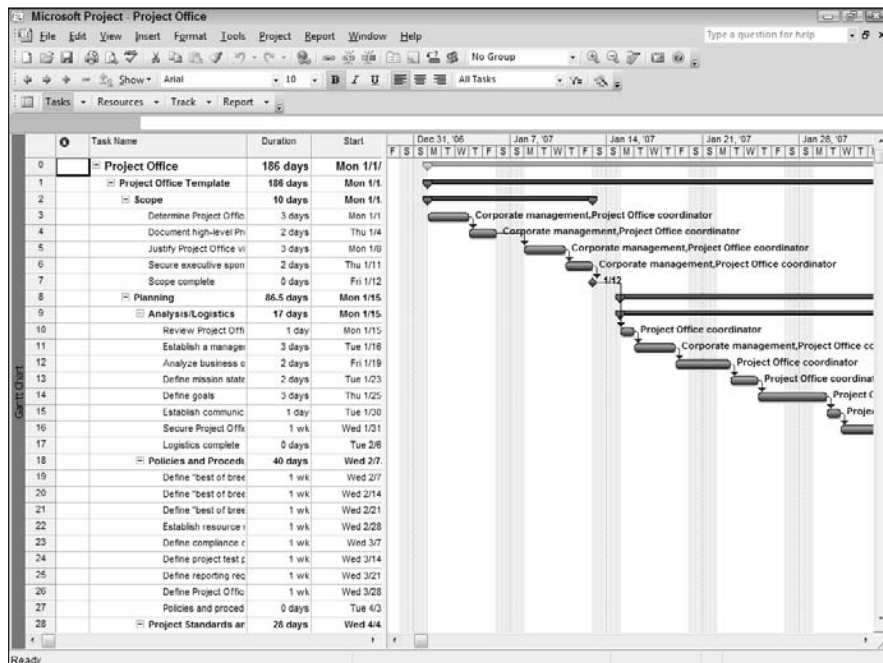 Microsoft Project - Project Office
File Edit View Insert Format Tools Project Report Window Help
Type a question for help
No Group
Show Arial 10 B I U All Tasks
Tasks Resources Track Report
Task Name Duration Start
Dec 31, '06 Jan 7, '07 Jan 14, '07 Jan 21, '07 Jan 28, '07
F S S M T W T F S S M T W T F S S M T W T F S S M T W T F S S M T W T
0 Project Office 186 days Mon 1/1/
1 Project Office Template 186 days Mon 1/1.
2 Scope 10 days Mon 1/1.
3 Determine Project Offic 3 days Mon 1/1 Corporate management,Project Office coordinator
4 Document high-level Pr 2 days Thu 1/4 Corporate management,Project Office coordinator
5 Justify Project Office vi 3 days Mon 1/8 Corporate management,Project Office coordinator
6 Secure executive spon 2 days Thu 1/11 Corporate management,Project Office coordinator
7 Scope complete 0 days Fri 1/12 1/12
8 Planning 86.5 days Mon 1/15.
9 Analysis/Logistics 17 days Mon 1/15.
10 Review Project Offi 1 day Mon 1/15 Project Office coordinator
11 Establish a manager 3 days Tue 1/16 Corporate management,Project Office cc
12 Analyze business o 2 days Fri 1/19 Project Office coordinator
13 Define mission state 2 days Tue 1/23 Project Office coordinat
14 Define goals 3 days Thu 1/25 Project C
15 Establish communic 1 day Tue 1/30 Projec
16 Secure Project Offi 1 wk Wed 1/31
17 Logistics complete 0 days Tue 2/6
18 Policies and Procedu 40 days Wed 2/7.
19 Define "best of bree 1 wk Wed 2/7
20 Define "best of bree 1 wk Wed 2/14
21 Define "best of bree 1 wk Wed 2/21
22 Establish resource r 1 wk Wed 2/28
23 Define compliance c 1 wk Wed 3/7
24 Define project test p 1 wk Wed 3/14
25 Define reporting req 1 wk Wed 3/21
26 Define Project Offic 1 wk Wed 3/28
27 Policies and proced 0 days Tue 4/3
28 Project Standards ar 28 days Wed 4/4.
Gantt Chart
Ready